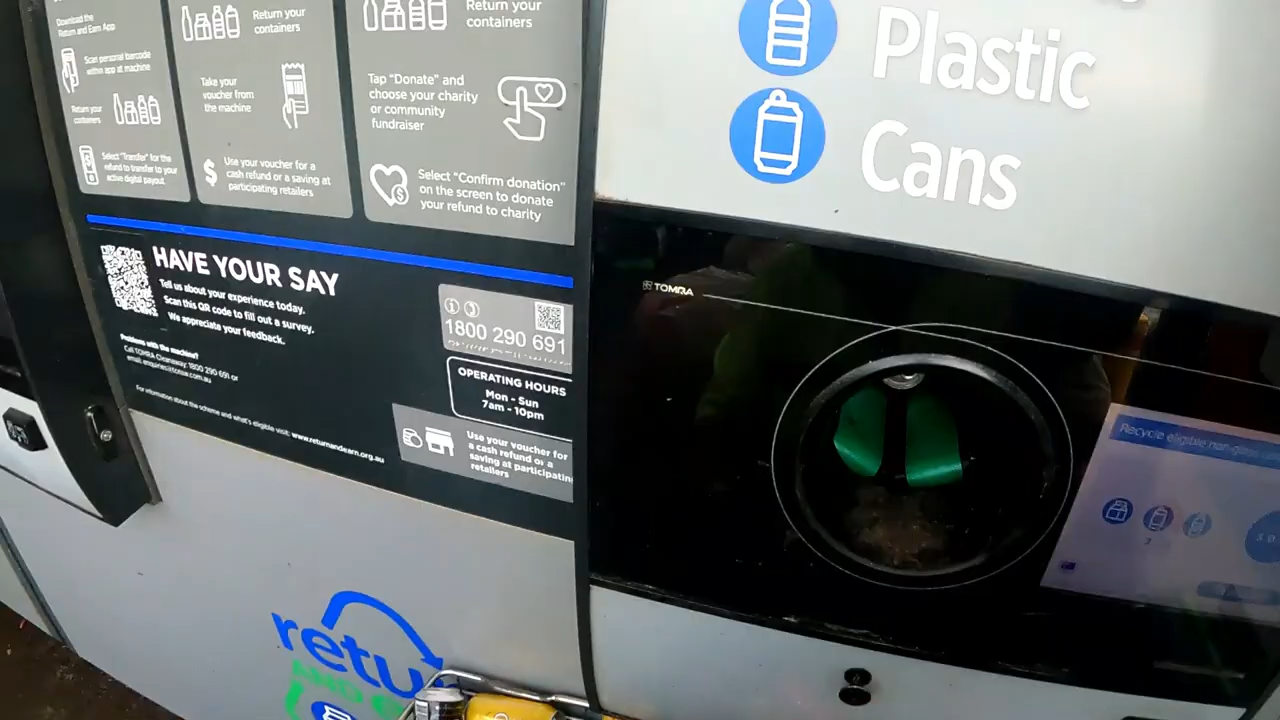 Download the
Return and Earn App
Scan personal barcode
within app at machine
Return your
containers
Select "Transfer" for the
refund to transfer to your
active digital payout.
Return your
containers
Take your
voucher from
the machine
Use your voucher for a
cash refund or a saving at
participating retailers
Return your
containers
Tap "Donate" and
choose your charity
or community
fundraiser
Select "Confirm donation"
on the screen to donate
your refund to charity
HAVE YOUR SAY
Tell us about your experience today.
Scan this QR code to fill out a survey.
We appreciate your feedback.
Problems with the machine?
Call TOMRA Cleanaway: 1800 290 691 or
For information about the scheme and what's eligible visit: www.returnandearn.org.au
1800 290 691
OPERATING HOURS
Mon - Sun
7am - 10pm
Use your voucher for
a cash refund or a
saving at participating
retailers
retu
AND
Plastic
Cans
TOMRA
Recycle eligible